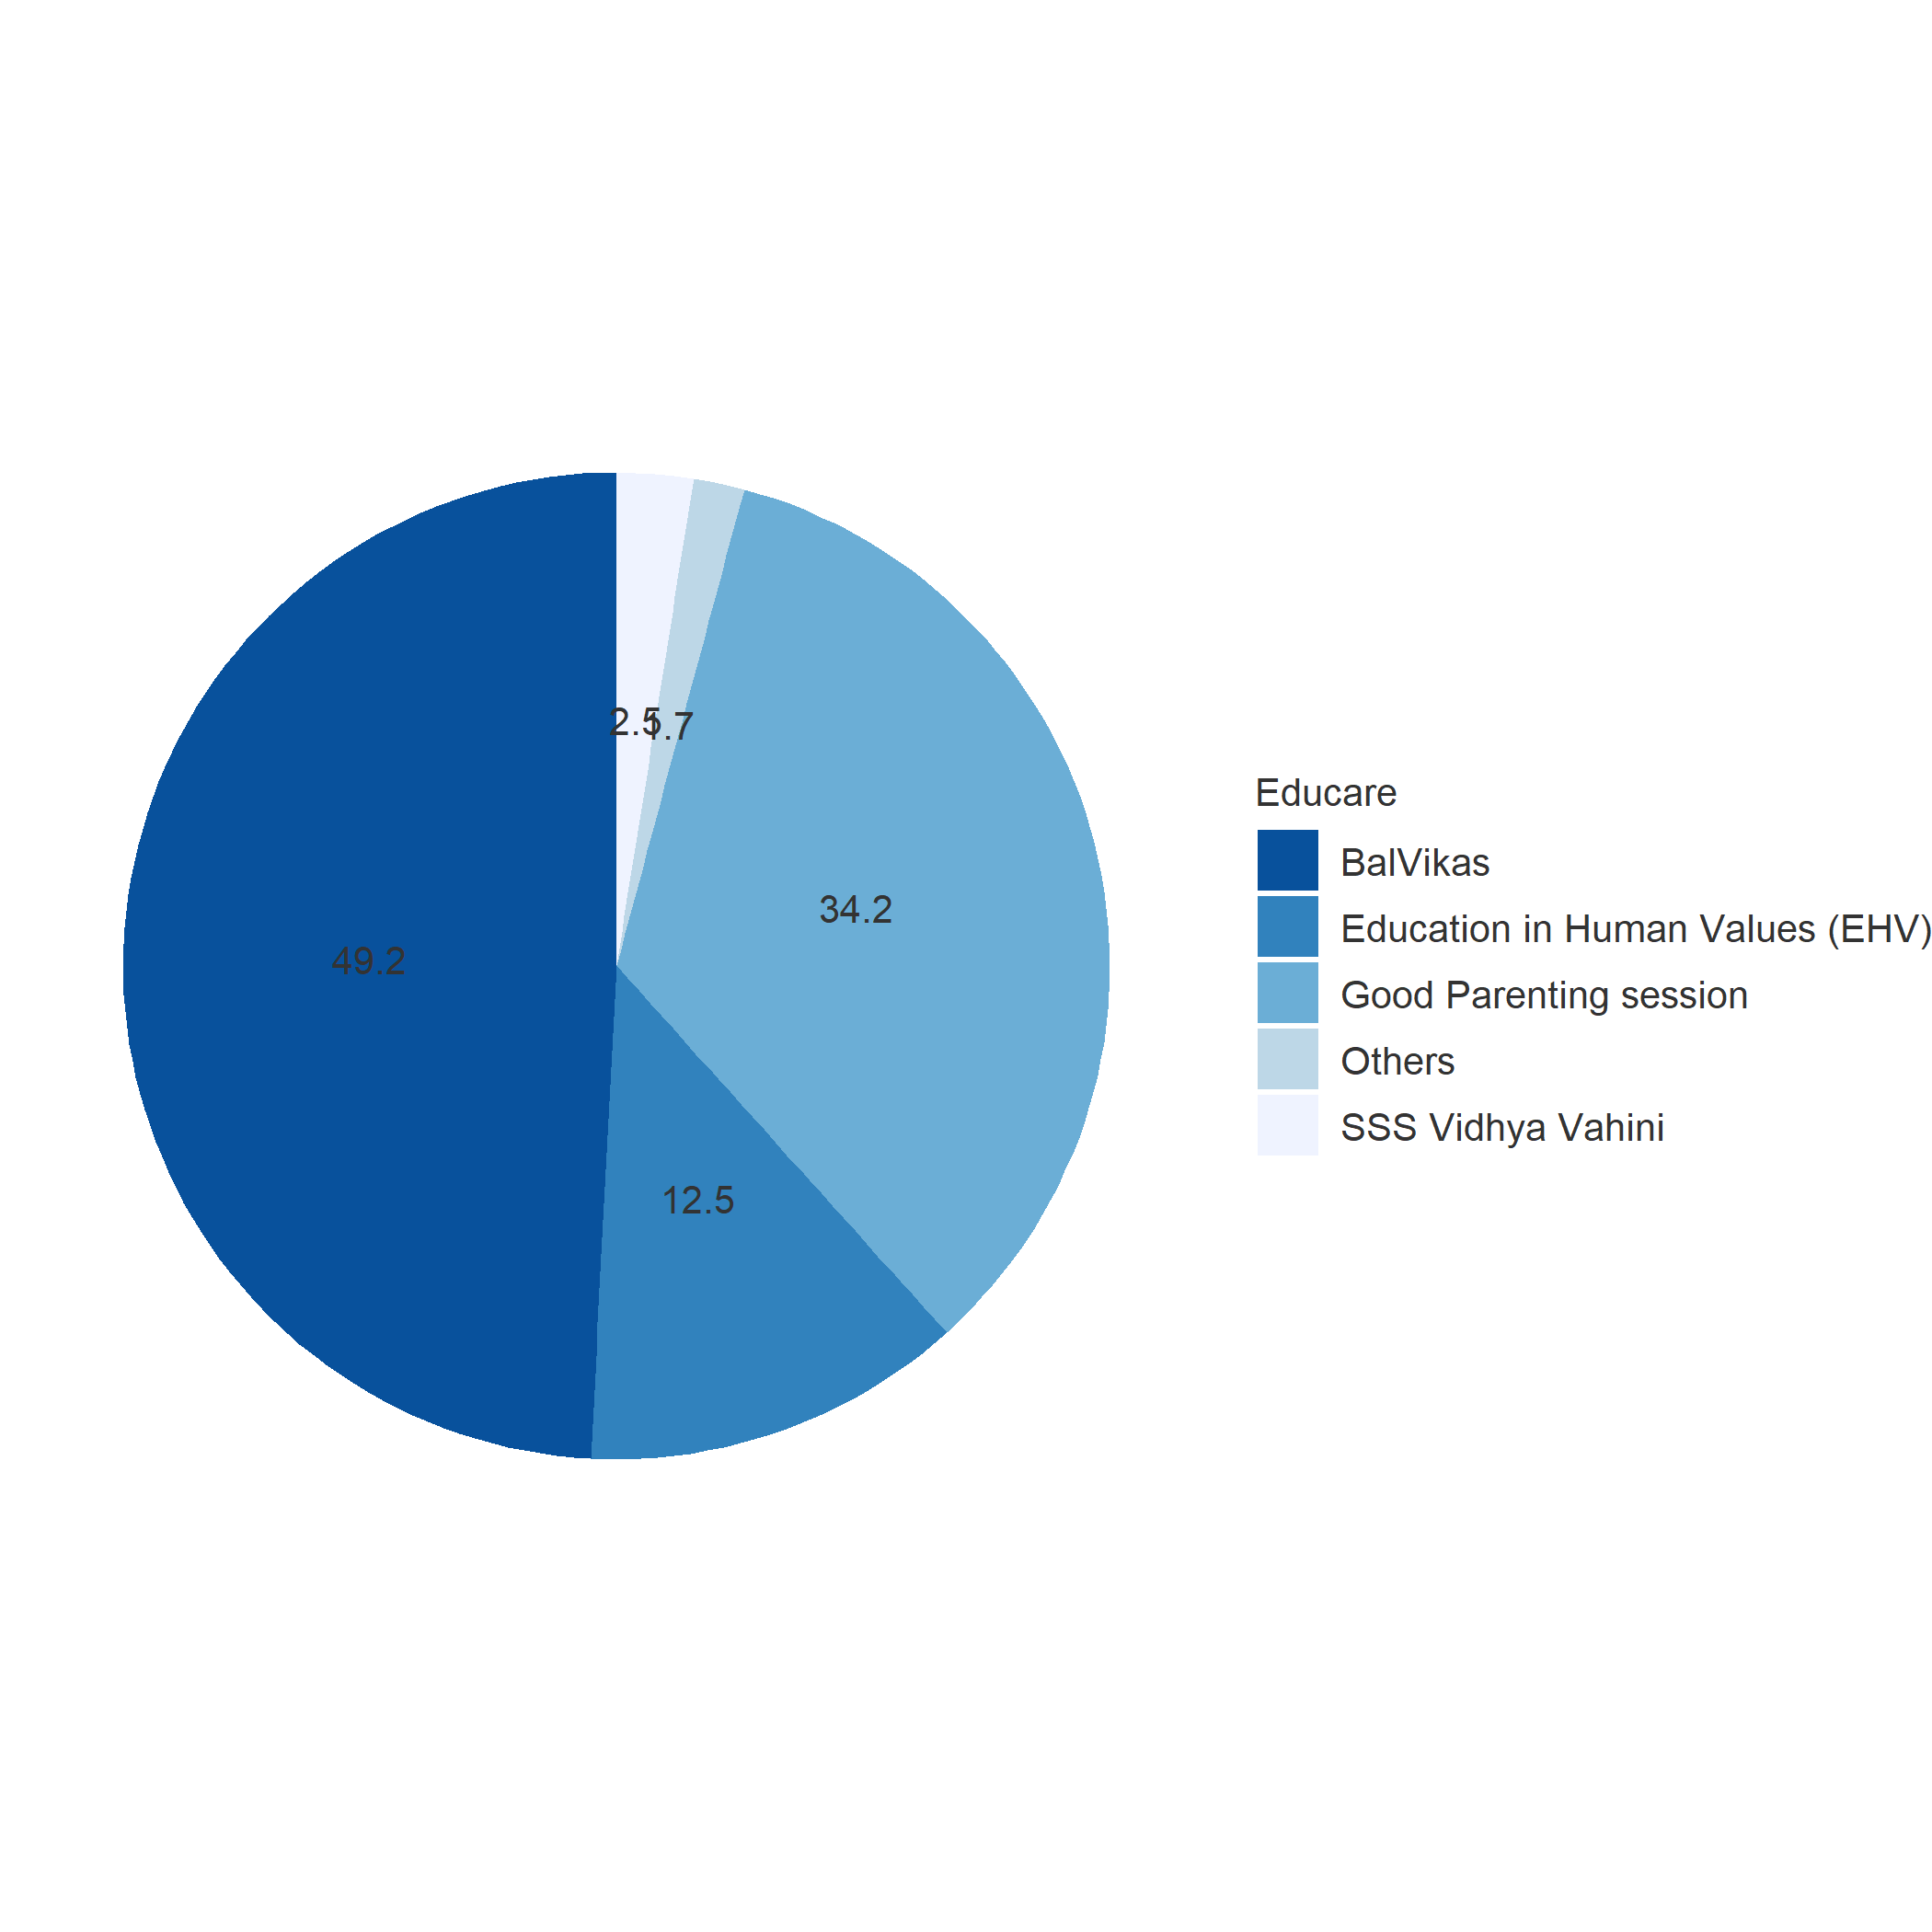 2.5
1.7
34.2
49.2
12.5
Educare
BalVikas
Education in Human Values (EHV)
Good Parenting session
Others
SSS Vidhya Vahini